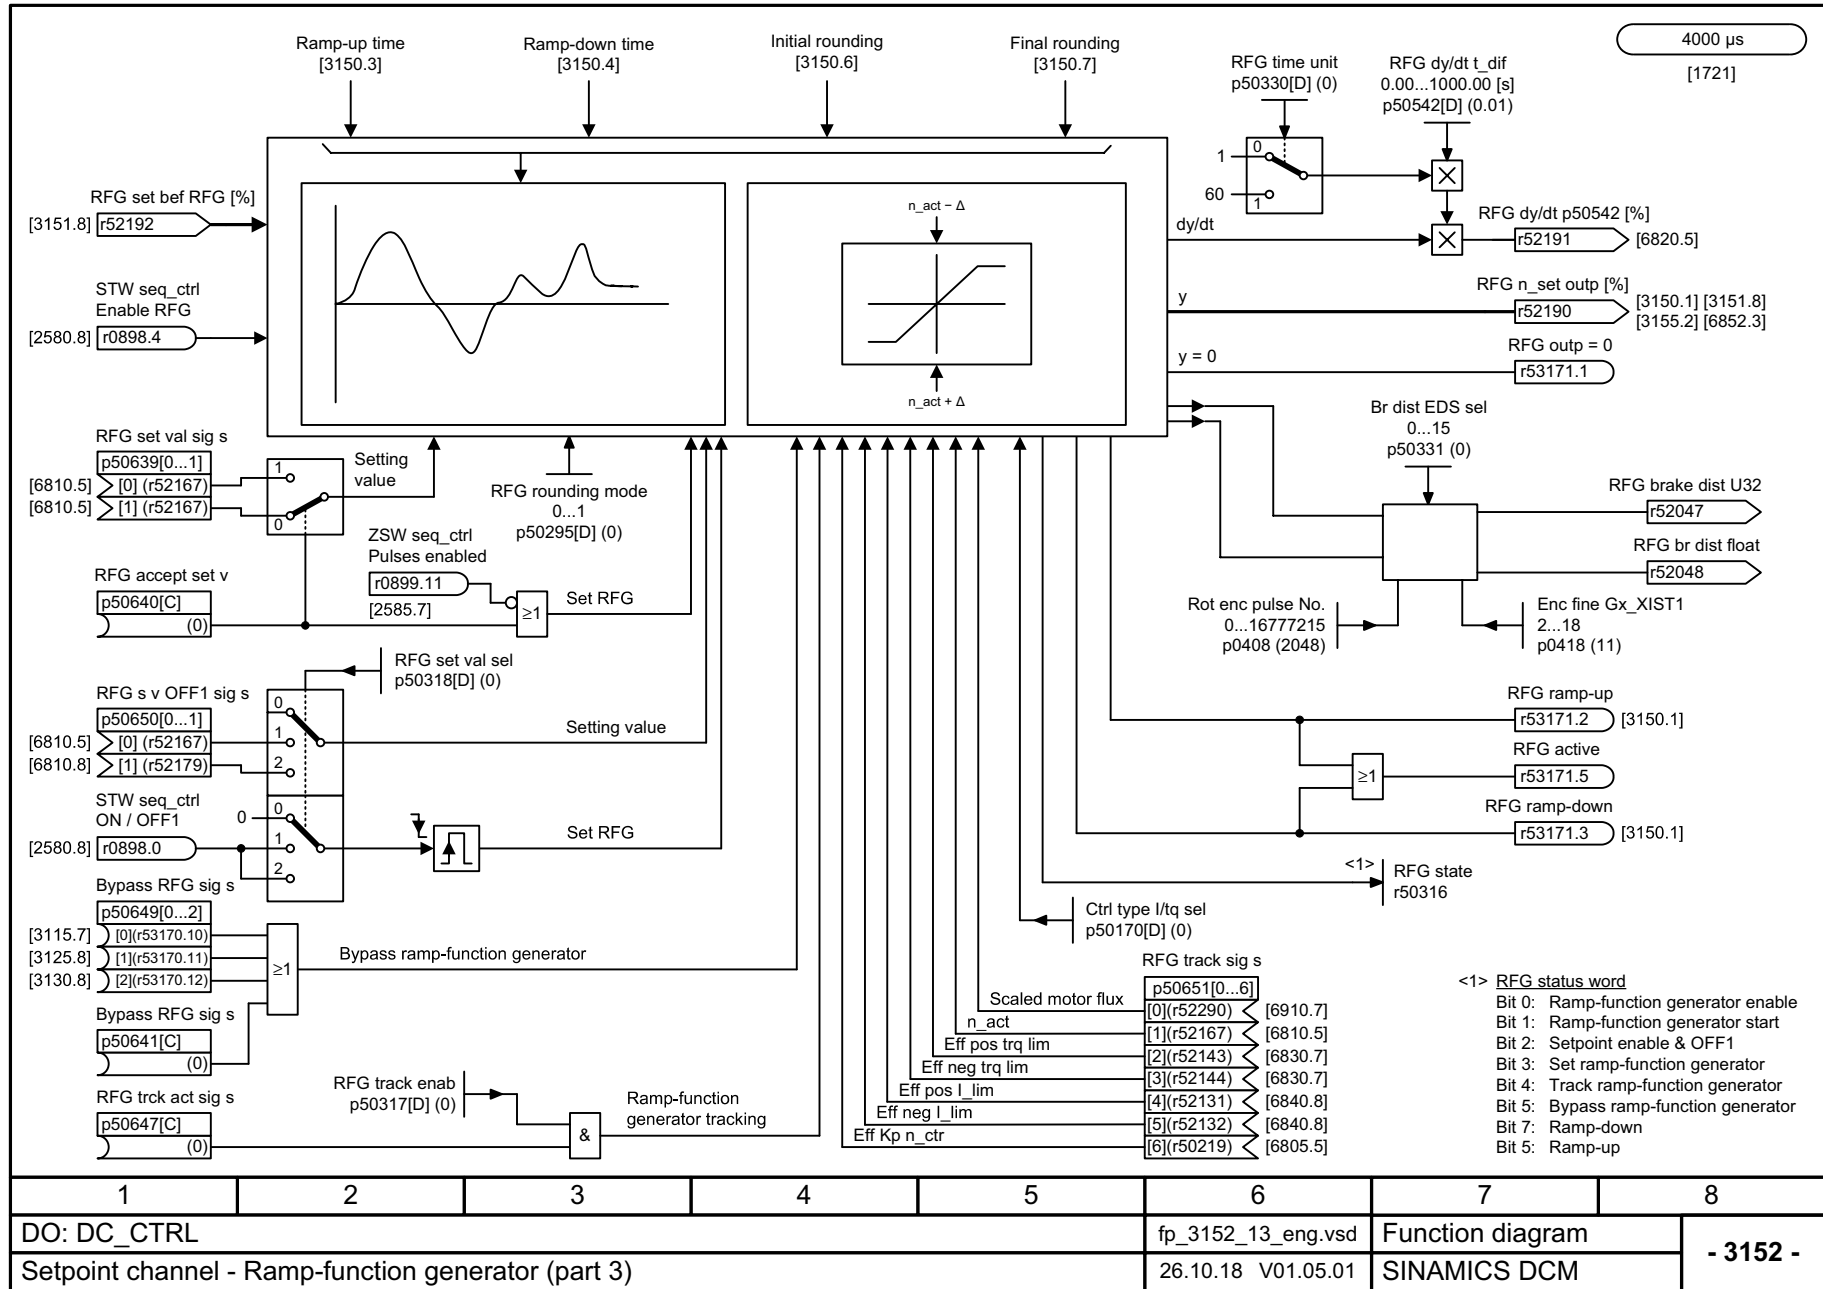 Ramp-up time
[3150.3]
Ramp-down time
[3150.4]
Initial rounding
[3150.6]
Final rounding
[3150.7]
4000 µs
[1721]
RFG time unit
p50330[D] (0)
RFG dy/dt t_dif
0.00...1000.00 [s]
p50542[D] (0.01)
1
0
60
1
RFG set bef RFG [%]
[3151.8] r52192
STW seq_ctrl
Enable RFG
[2580.8] r0898.4
n_act – Δ
n_act + Δ
dy/dt
RFG dy/dt p50542 [%]
r52191 [6820.5]
y
RFG n_set outp [%]
r52190
[3150.1] [3151.8]
[3155.2] [6852.3]
y = 0
RFG outp = 0
r53171.1
RFG set val sig s
p50639[0...1]
[6810.5] [0] (r52167)
[6810.5] [1] (r52167)
1
0
Setting
value
RFG rounding mode
0...1
p50295[D] (0)
ZSW seq_ctrl
Pulses enabled
r0899.11
[2585.7]
≥1
Set RFG
RFG accept set v
p50640[C]
(0)
Br dist EDS sel
0...15
p50331 (0)
RFG brake dist U32
r52047
RFG br dist float
r52048
Rot enc pulse No.
0...16777215
p0408 (2048)
Enc fine Gx_XIST1
2...18
p0418 (11)
RFG set val sel
p50318[D] (0)
RFG s v OFF1 sig s
p50650[0...1]
[6810.5] [0] (r52167)
[6810.8] [1] (r52179)
0
1
2
Setting value
STW seq_ctrl
ON / OFF1
[2580.8] r0898.0
0
0
1
2
Set RFG
RFG ramp-up
r53171.2 [3150.1]
RFG active
≥1
r53171.5
RFG ramp-down
r53171.3 [3150.1]
<1>
RFG state
r50316
Bypass RFG sig s
p50649[0...2]
[3115.7] [0](r53170.10)
[3125.8] [1](r53170.11)
[3130.8] [2](r53170.12)
≥1
Bypass ramp-function generator
Bypass RFG sig s
p50641[C]
(0)
RFG trck act sig s
p50647[C]
(0)
RFG track enab
p50317[D] (0)
&
Ramp-function
generator tracking
Ctrl type I/tq sel
p50170[D] (0)
RFG track sig s
p50651[0...6]
Scaled motor flux [0](r52290) [6910.7]
n_act [1](r52167) [6810.5]
Eff pos trq lim [2](r52143) [6830.7]
Eff neg trq lim [3](r52144) [6830.7]
Eff pos I_lim [4](r52131) [6840.8]
Eff neg I_lim [5](r52132) [6840.8]
Eff Kp n_ctr [6](r50219) [6805.5]
<1> RFG status word
Bit 0: Ramp-function generator enable
Bit 1: Ramp-function generator start
Bit 2: Setpoint enable & OFF1
Bit 3: Set ramp-function generator
Bit 4: Track ramp-function generator
Bit 5: Bypass ramp-function generator
Bit 7: Ramp-down
Bit 5: Ramp-up
1 2 3 4 5 6 7 8
DO: DC_CTRL
fp_3152_13_eng.vsd
Function diagram
- 3152 -
Setpoint channel - Ramp-function generator (part 3)
26.10.18 V01.05.01
SINAMICS DCM